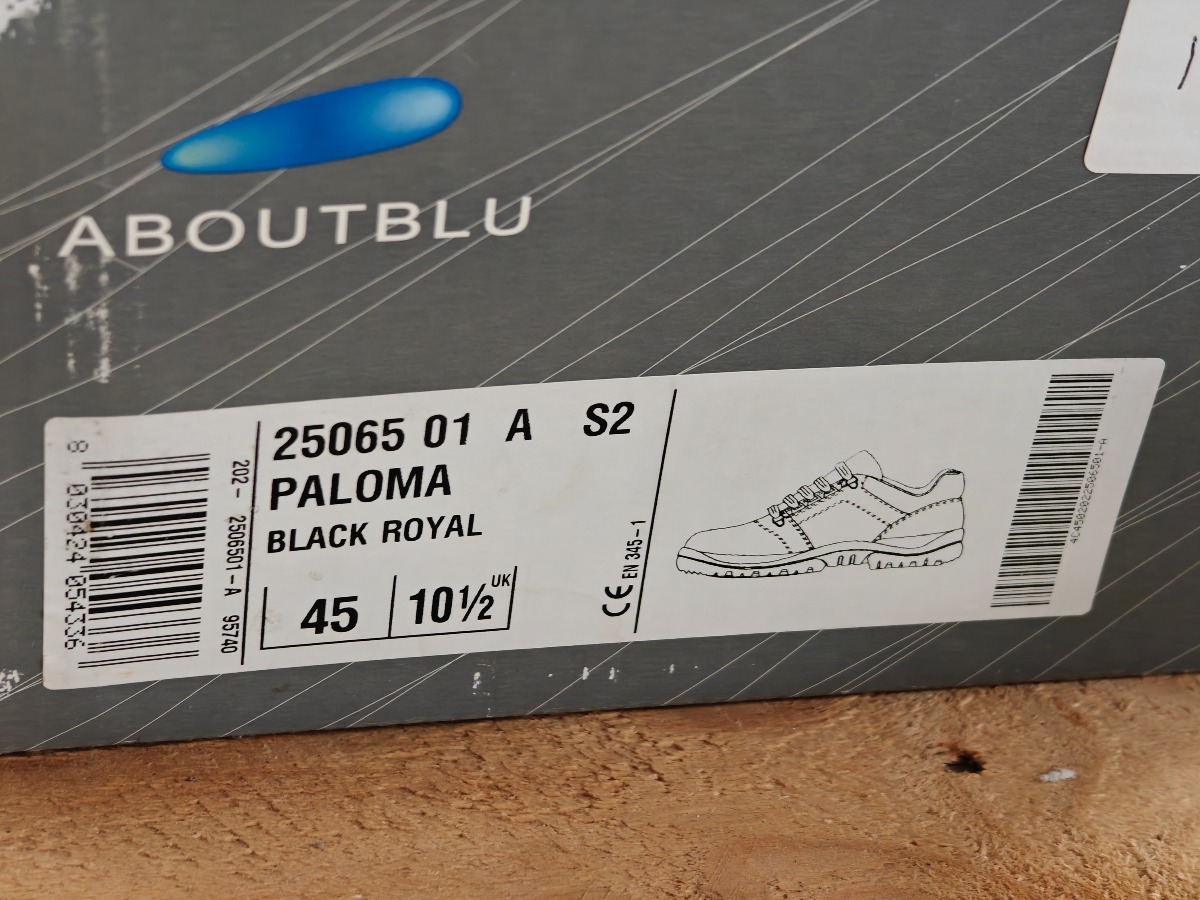 ABOUTBLU
8 030424 054336
202- 2506501-A 95740
25065 01 A S2
PALOMA
BLACK ROYAL
45 10½ UK
CE EN 345-1
4C4502022506501-A